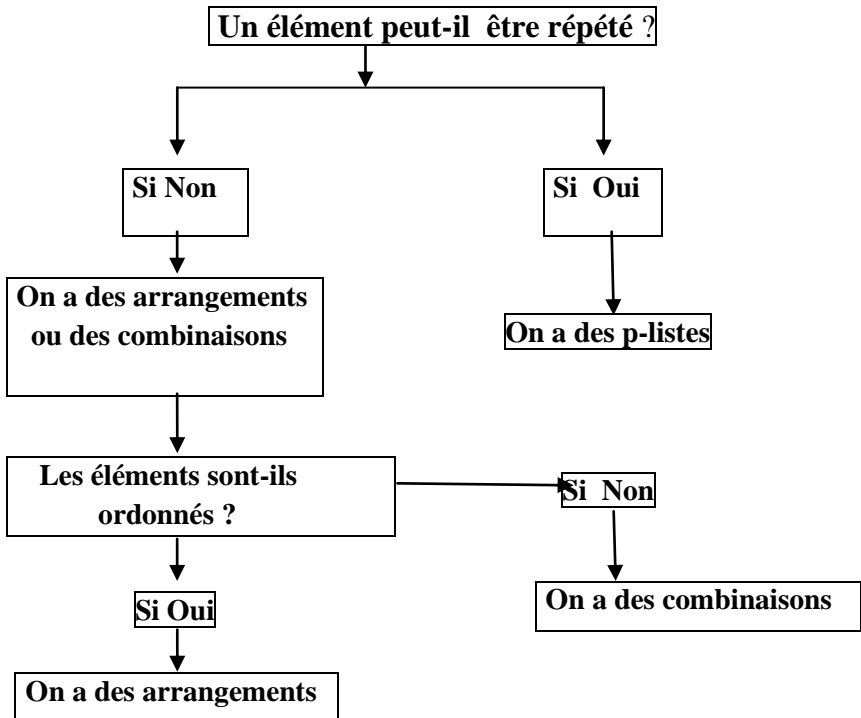 Un élément peut-il être répété ?
Si Non
Si Oui
On a des arrangements
ou des combinaisons
On a des p-listes
Les éléments sont-ils
ordonnés ?
Si Non
Si Oui
On a des combinaisons
On a des arrangements